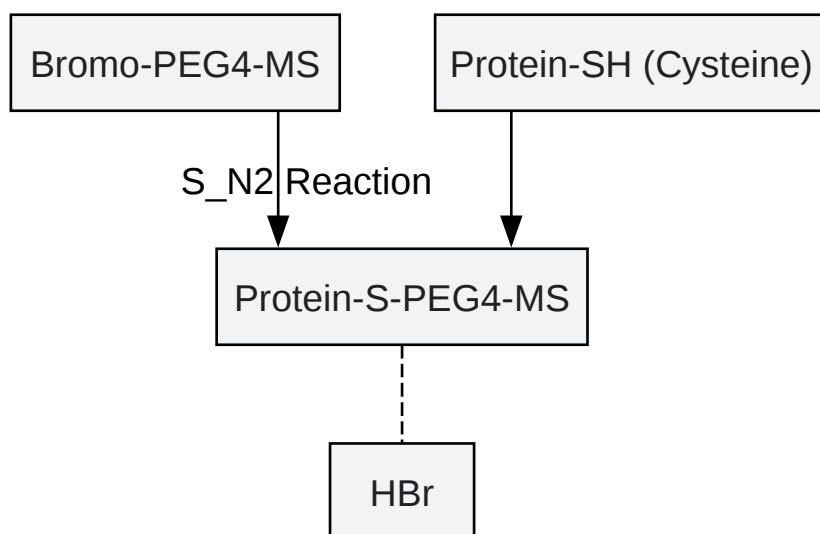 Bromo-PEG4-MS
Protein-SH (Cysteine)
S_N2 Reaction
Protein-S-PEG4-MS
HBr